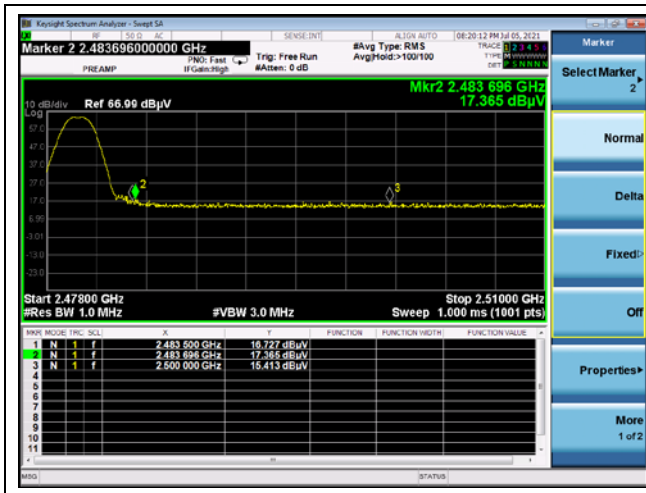 Keysight Spectrum Analyzer - Swept SA
RF 50 Ω AC SENSE:INT ALIGN AUTO 08:20:12 PM Jul 05, 2021
Marker 2 2.483696000000 GHz
#Avg Type: RMS
TRACE 1 2 3 4 5 6
PNO: Fast
Trig: Free Run
Avg|Hold:>100/100
TYPE M WWWWW
PREAMP
IFGain:High
#Atten: 0 dB
DET P S N N N N
Mkr2 2.483 696 GHz
10 dB/div Ref 66.99 dBµV 17.365 dBµV
Log
57.0
47.0
37.0
27.0
17.0
6.99
-3.01
-13.0
-23.0
2
3
Start 2.47800 GHz Stop 2.51000 GHz
#Res BW 1.0 MHz #VBW 3.0 MHz Sweep 1.000 ms (1001 pts)
MKR MODE TRC SCL X Y FUNCTION FUNCTION WIDTH FUNCTION VALUE
1 N 1 f 2.483 500 GHz 16.727 dBµV
2 N 1 f 2.483 696 GHz 17.365 dBµV
3 N 1 f 2.500 000 GHz 15.413 dBµV
4
5
6
7
8
9
10
11
MSG STATUS
Marker
Select Marker
2
Normal
Delta
Fixed
Off
Properties
More
1 of 2